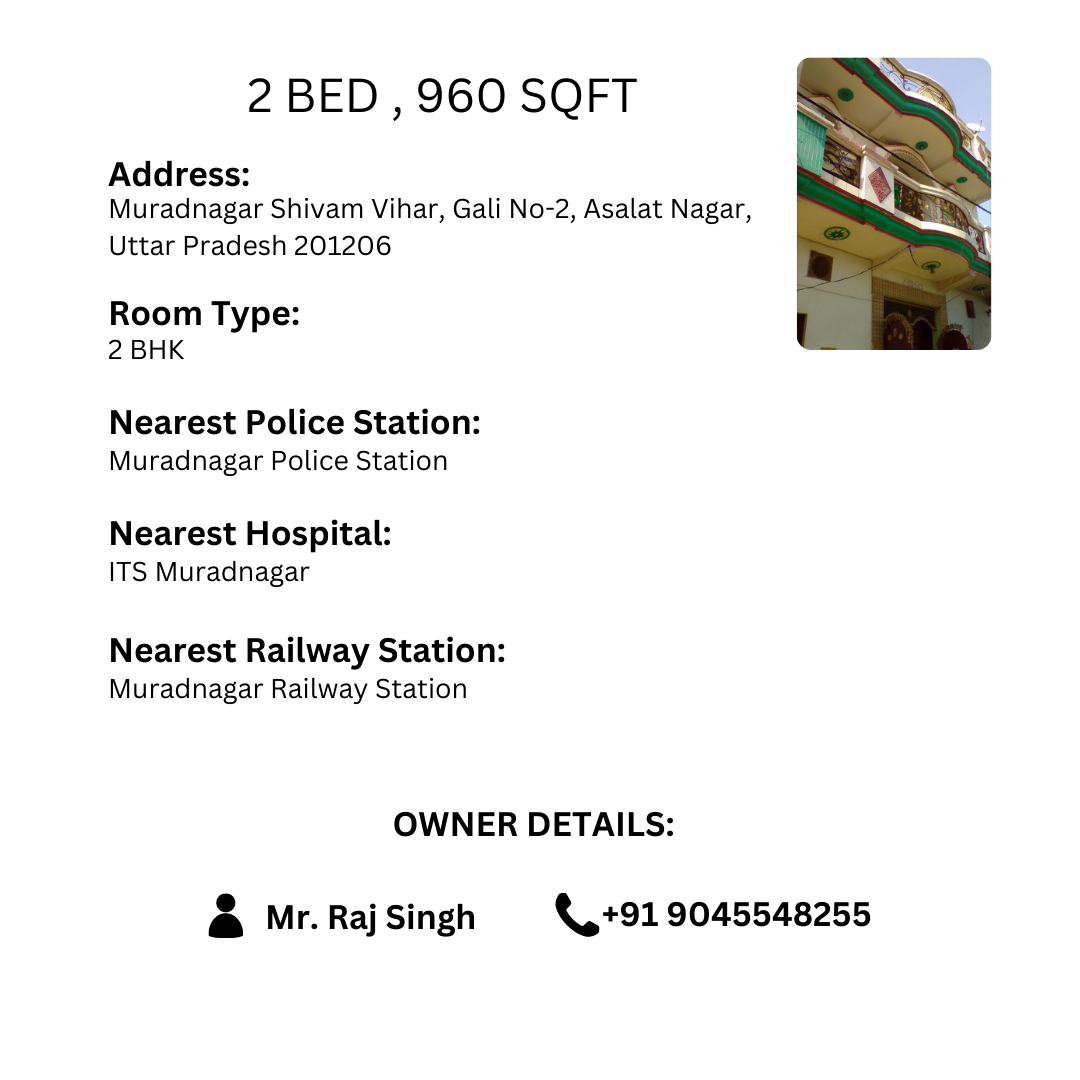 2 BED , 960 SQFT
Address:
Muradnagar Shivam Vihar, Gali No-2, Asalat Nagar,
Uttar Pradesh 201206
Room Type:
2 BHK
Nearest Police Station:
Muradnagar Police Station
Nearest Hospital:
ITS Muradnagar
Nearest Railway Station:
Muradnagar Railway Station
OWNER DETAILS:
Mr. Raj Singh
+91 9045548255